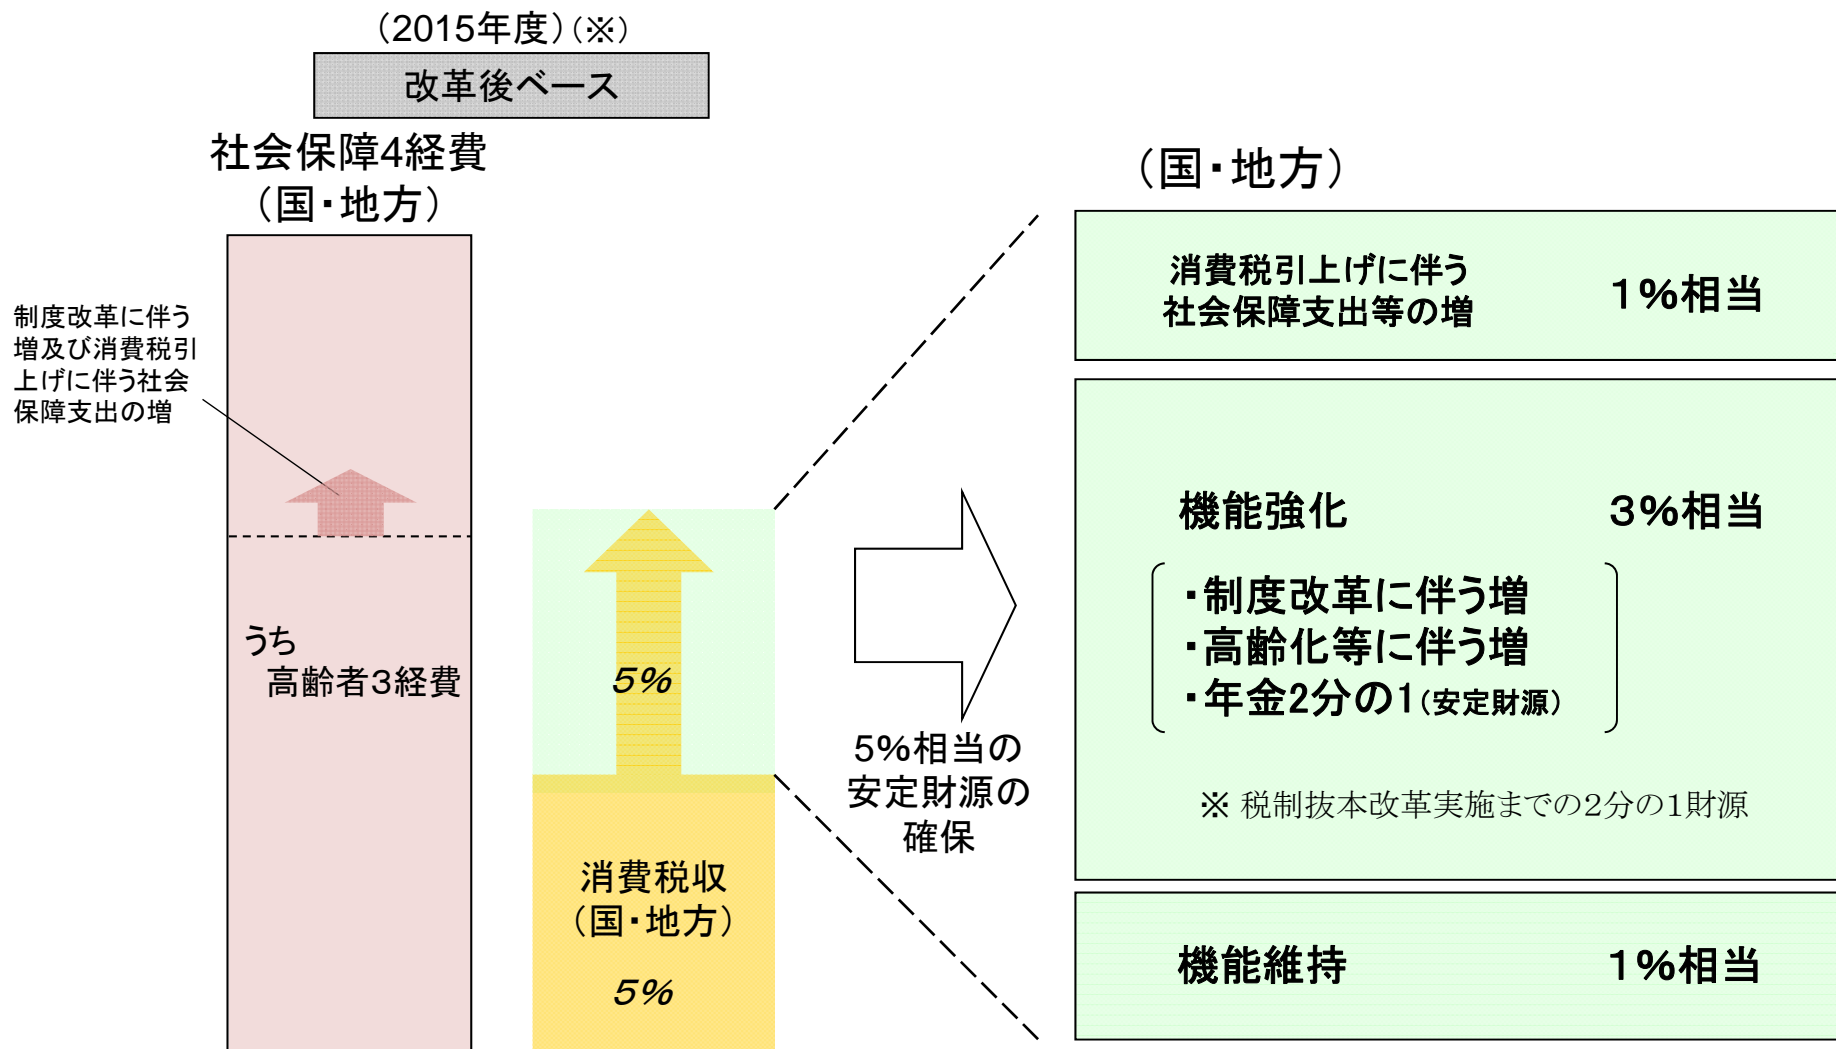 （2015年度）（※）
改革後ベース
社会保障4経費
（国・地方）
制度改革に伴う
増及び消費税引
上げに伴う社会
保障支出の増
うち
高齢者３経費
5%
消費税収
（国・地方）
5%
5%相当の
安定財源の
確保
（国・地方）
消費税引上げに伴う
社会保障支出等の増
１％相当
機能強化
３％相当
・制度改革に伴う増
・高齢化等に伴う増
・年金2分の1（安定財源）
※ 税制抜本改革実施までの２分の１財源
機能維持
１％相当